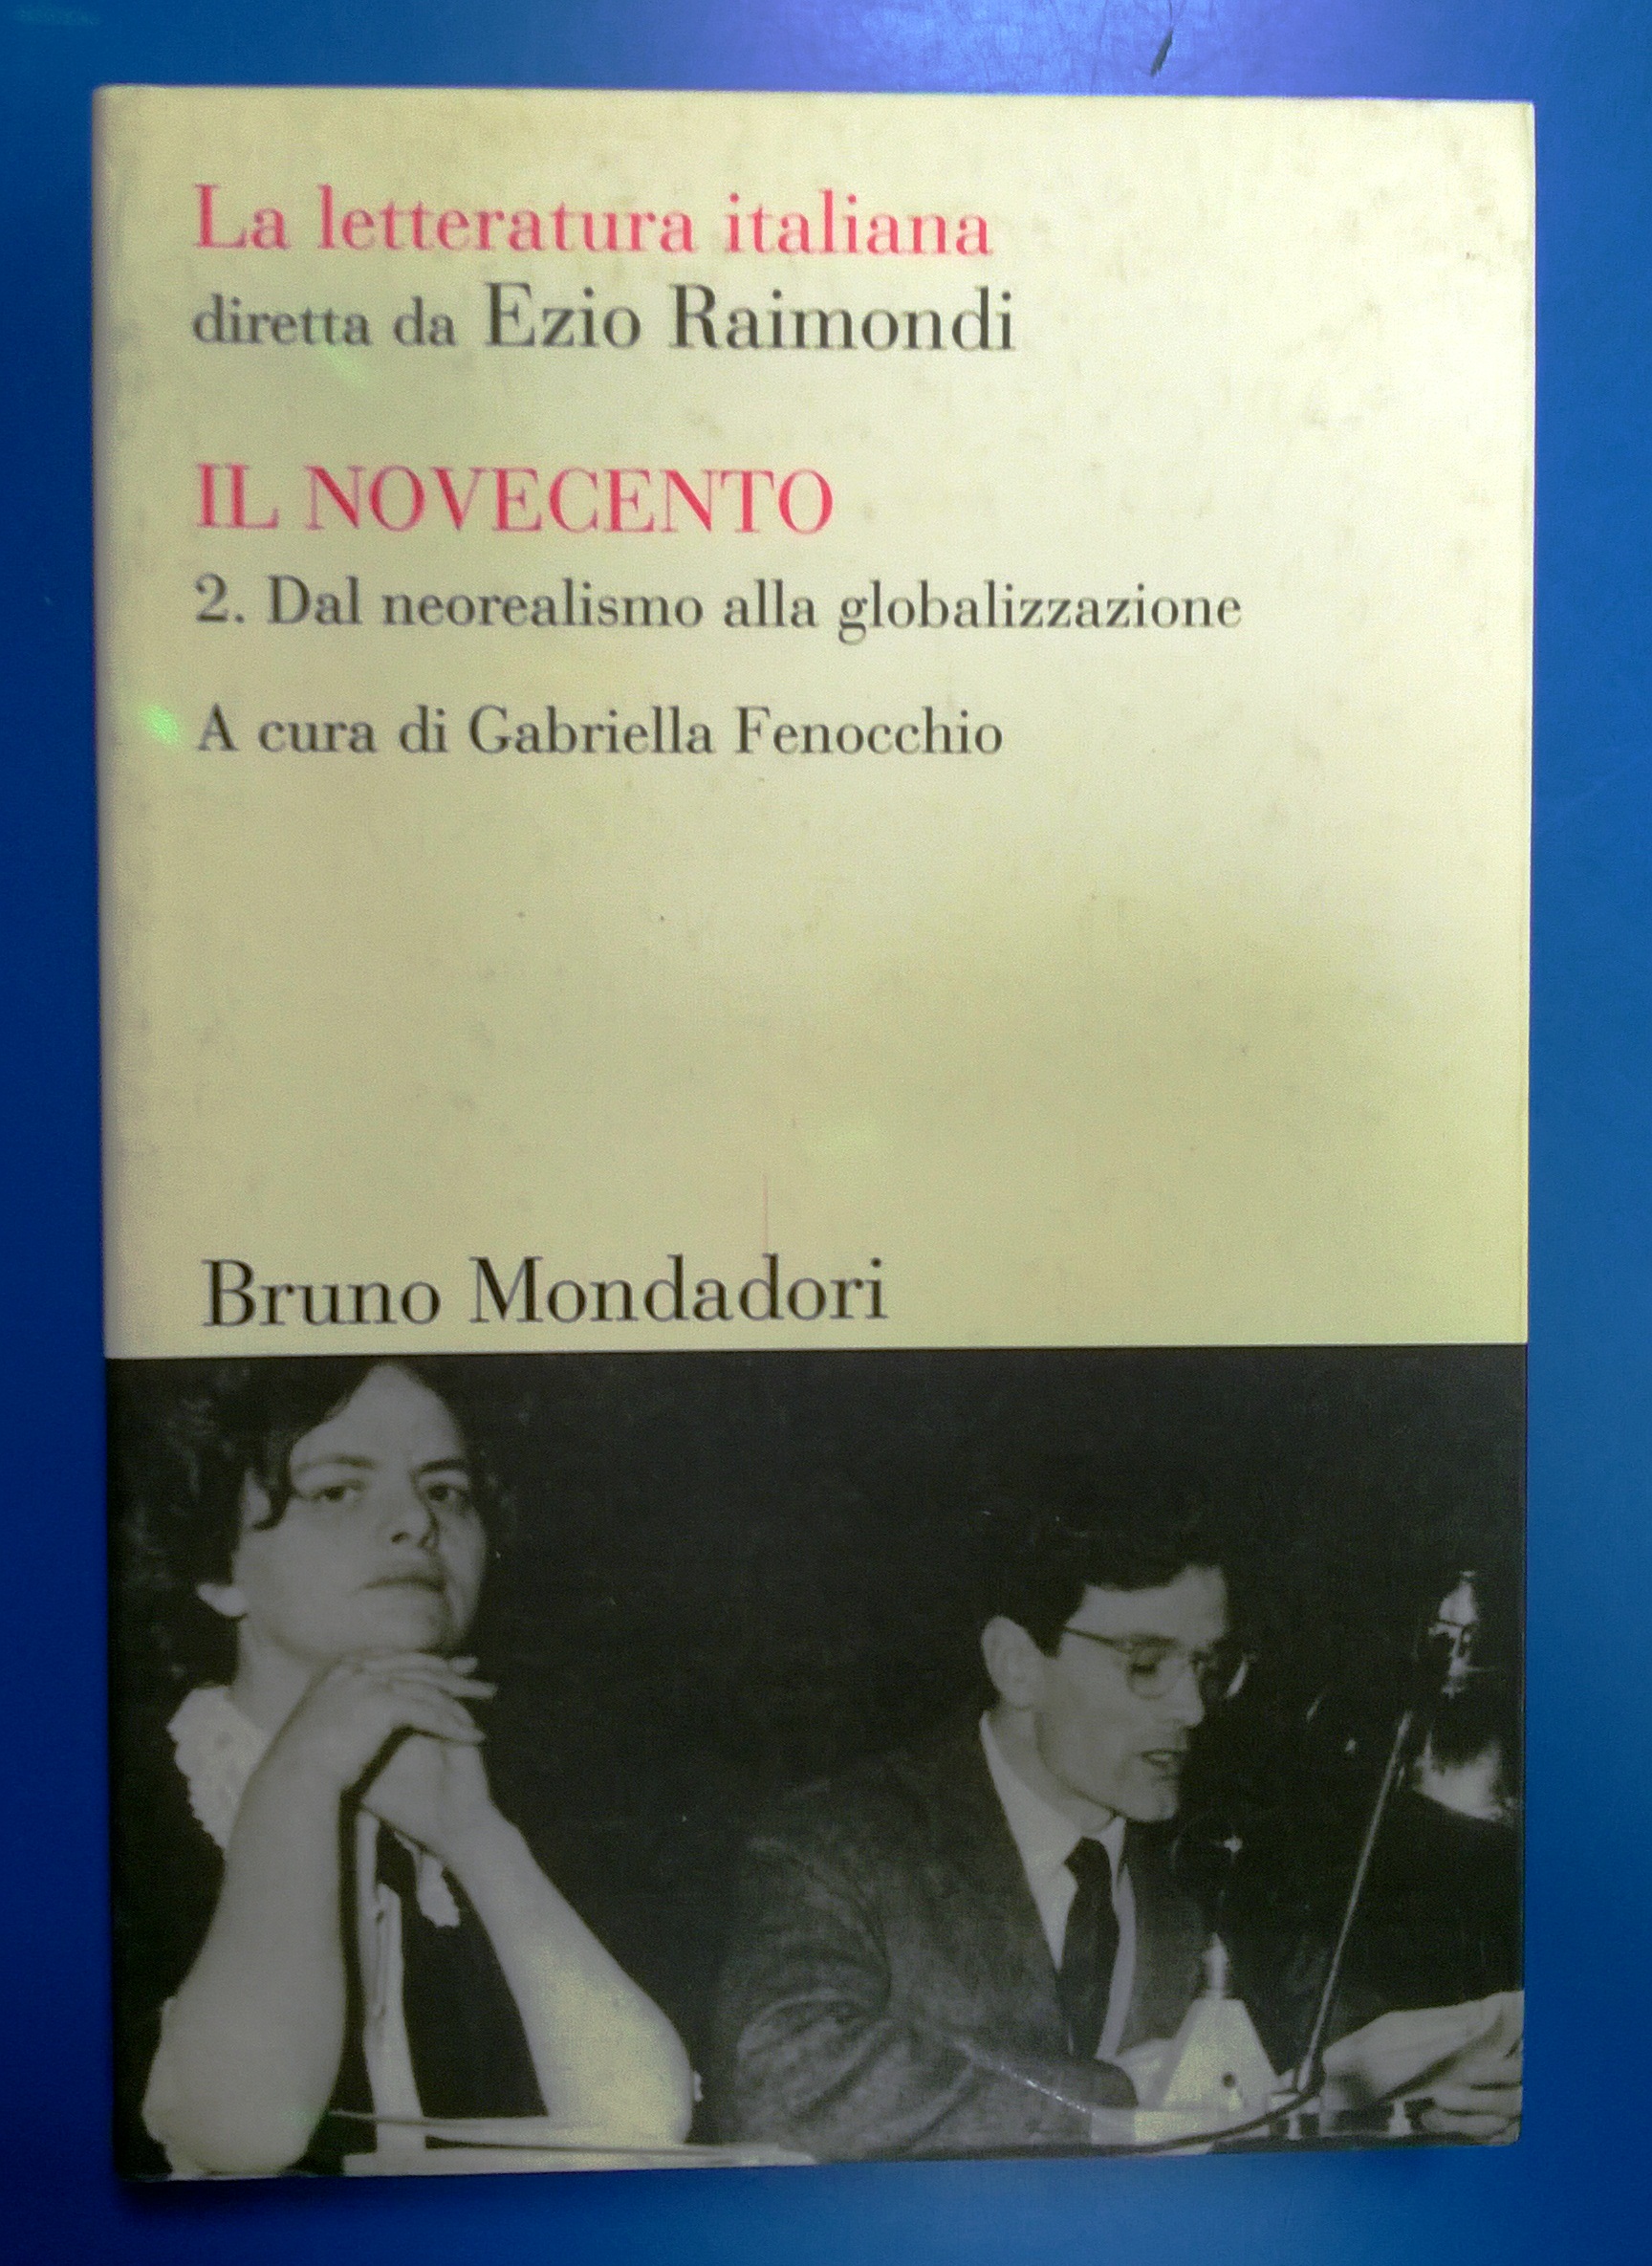 La letteratura italiana
diretta da Ezio Raimondi
IL NOVECENTO
2. Dal neorealismo alla globalizzazione
A cura di Gabriella Fenocchio
Bruno Mondadori